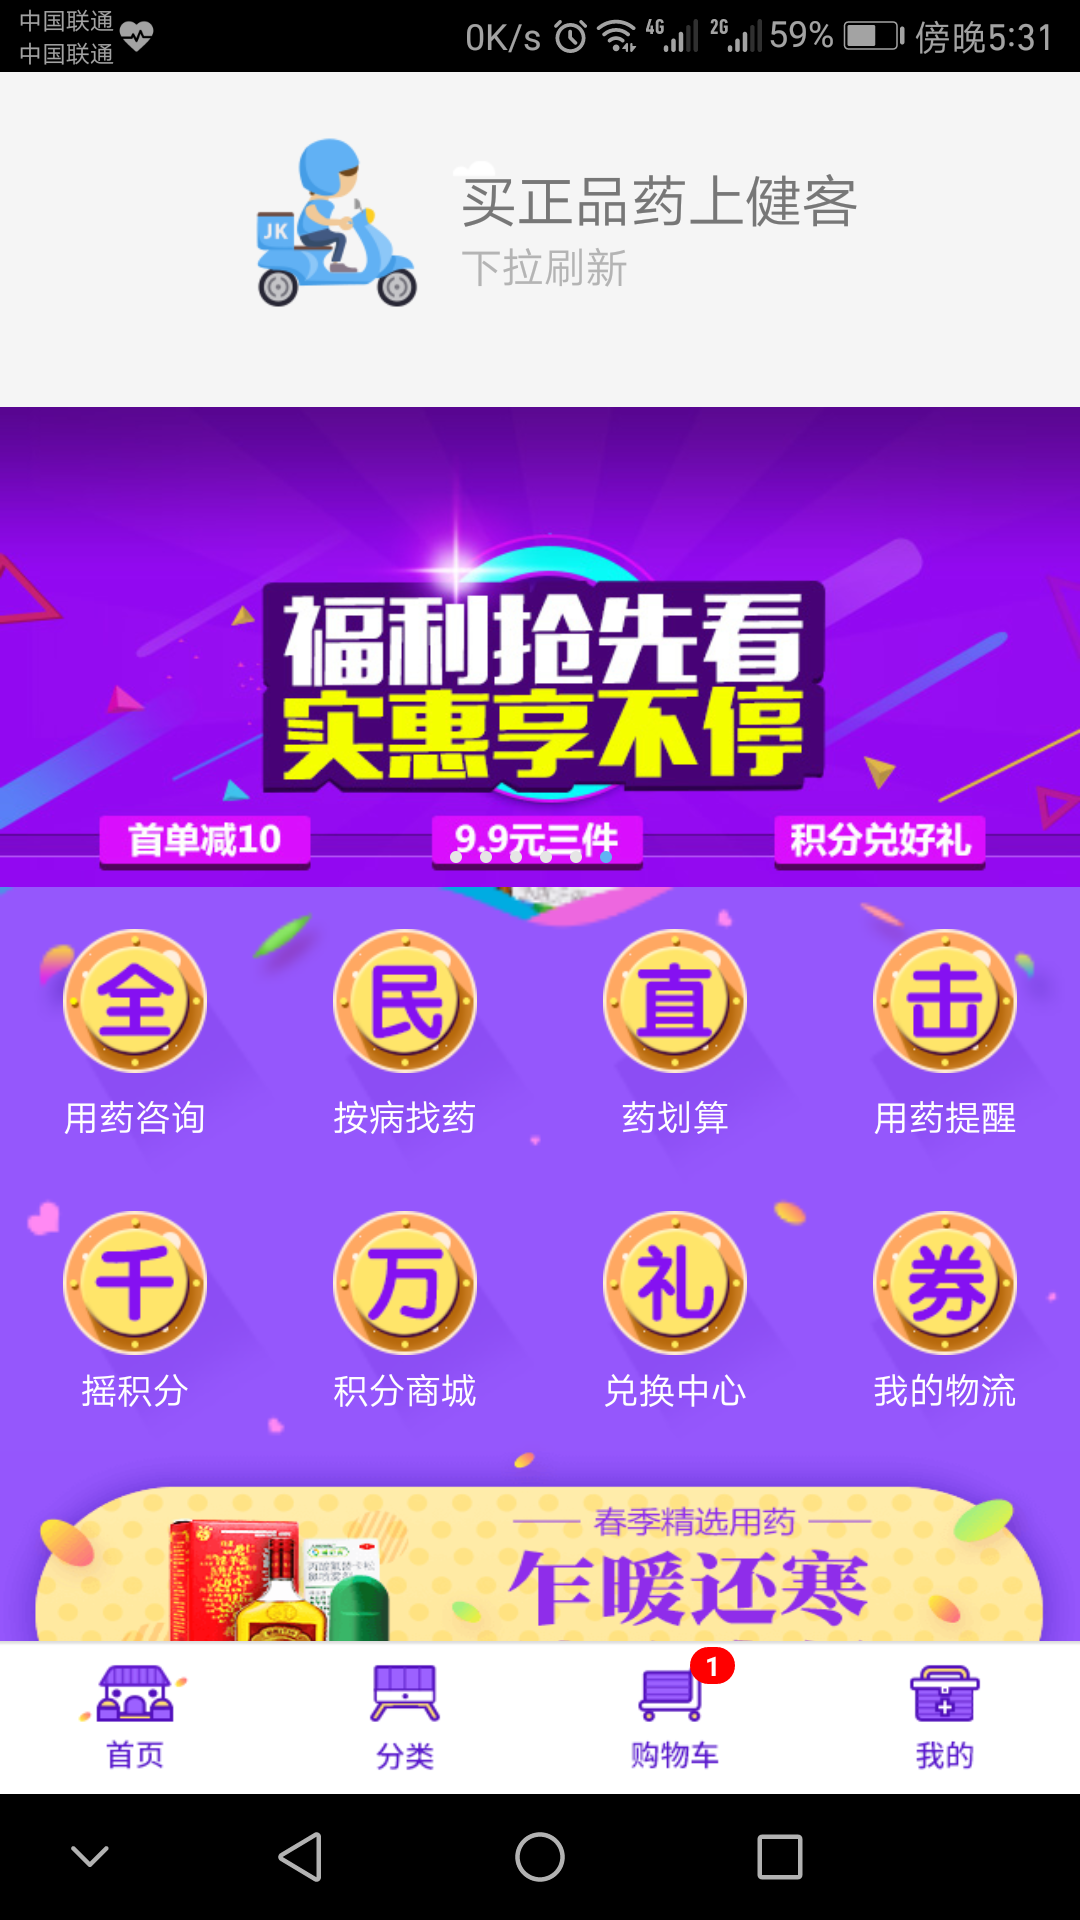 中国联通
中国联通
0K/s 4G 2G 59% 傍晚5:31
JK
买正品药上健客
下拉刷新
福利抢先看
实惠享不停
首单减10 9.9元三件 积分兑好礼
全 民 直 击
用药咨询 按病找药 药划算 用药提醒
千 万 礼 券
摇积分 积分商城 兑换中心 我的物流
春季精选用药
乍暖还寒
1
首页 分类 购物车 我的